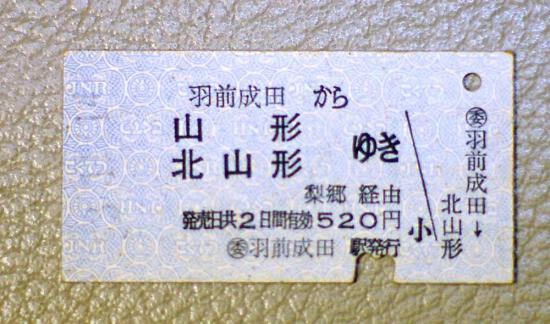 羽前成田 から
山形
北山形 ゆき
梨郷 経由
発売日共2日間有効520円
�具羽前成田 駅発行
小
㊠羽前成田→北山形